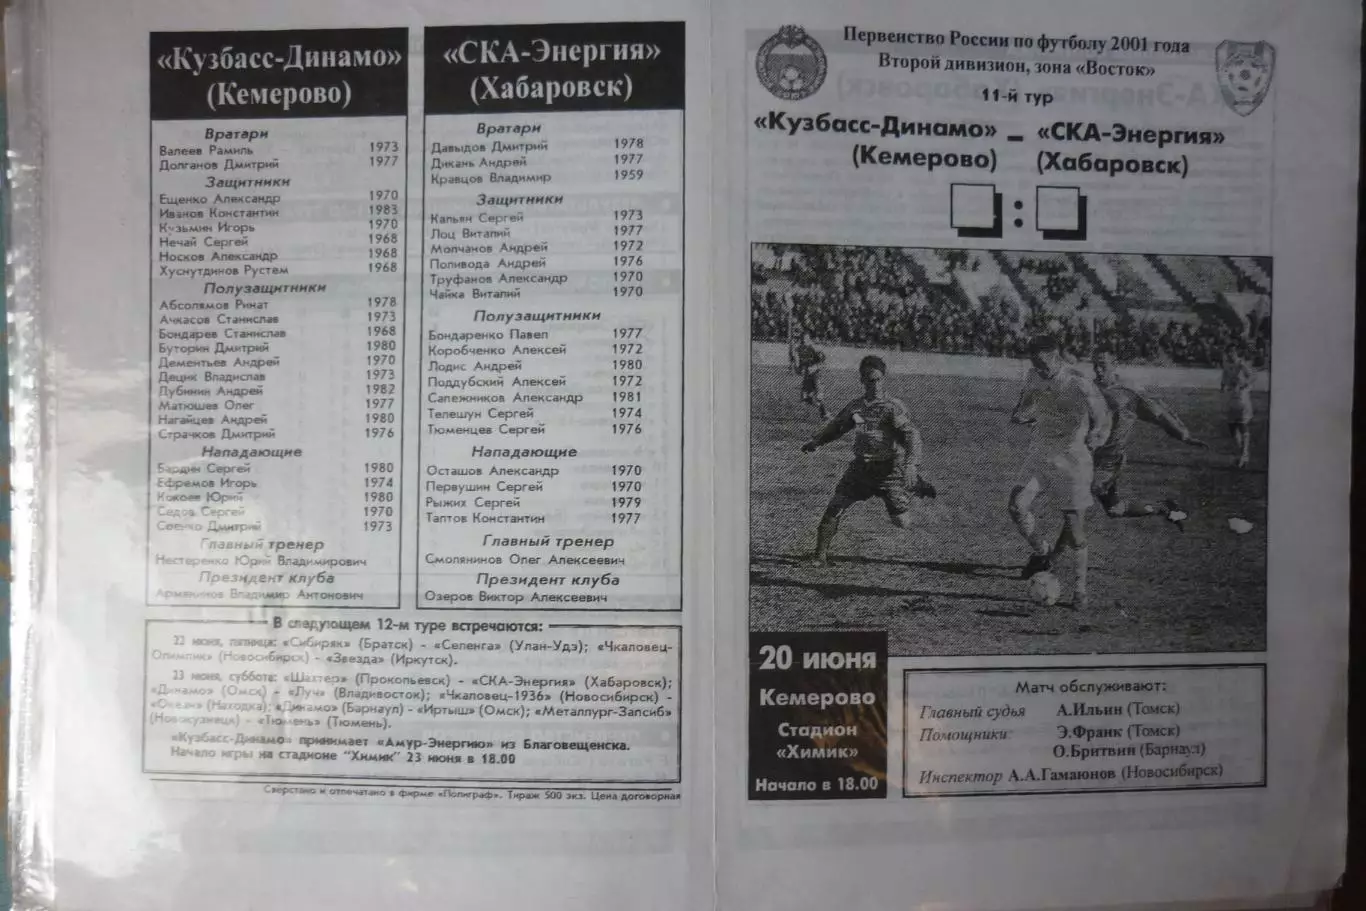 «Кузбасс-Динамо»
(Кемерово)
Вратари
Валеев Рамиль 1973
Долганов Дмитрий 1977
Защитники
Ещенко Александр 1970
Иванов Константин 1983
Кузьмин Игорь 1970
Нечай Сергей 1968
Носков Александр 1968
Хуснутдинов Рустем 1968
Полузащитники
Абсолямов Ринат 1978
Ачкасов Станислав 1973
Бондарев Станислав 1968
Буторин Дмитрий 1980
Дементьев Андрей 1970
Децик Владислав 1973
Дубинин Андрей 1982
Матюшев Олег 1977
Нагайцев Андрей 1980
Страчков Дмитрий 1976
Нападающие
Бардин Сергей 1980
Ефремов Игорь 1974
Кокоев Юрий 1980
Седов Сергей 1970
Дмитрий 1973
Главный тренер
Нестеренко Юрий Владимирович
Президент клуба
Владимир Антонович
«СКА-Энергия»
(Хабаровск)
Вратари
Давыдов Дмитрий 1978
Дикань Андрей 1977
Кравцов Владимир 1959
Защитники
Капьян Сергей 1973
Лоц Виталий 1977
Молчанов Андрей 1972
Поливода Андрей 1976
Труфанов Александр 1970
Чайка Виталий 1970
Полузащитники
Бондаренко Павел 1977
Коробченко Алексей 1972
Лодис Андрей 1980
Поддубский Алексей 1972
Сапежников Александр 1981
Телешун Сергей 1974
Тюменцев Сергей 1976
Нападающие
Осташов Александр 1970
Первушин Сергей 1970
Рыжих Сергей 1979
Таптов Константин 1977
Главный тренер
Смолянинов Олег Алексеевич
Президент клуба
Озеров Виктор Алексеевич
В следующем 12-м туре встречаются:
23 июня, пятница: «Сибиряк» (Братск) - «Селенга» (Улан-Удэ); «Чкаловец-
Олимпик» (Новосибирск) - «Звезда» (Иркутск).
23 июня, суббота: «Шахтер» (Прокопьевск) - «СКА-Энергия» (Хабаровск);
«Динамо» (Омск) - «Луч» (Владивосток); «Чкаловец-1936» (Новосибирск) -
«Океан» (Находка); «Динамо» (Барнаул) - «Иртыш» (Омск); «Металлург-Запсиб»
(Новокузнецк) - «Тюмень» (Тюмень).
«Кузбасс-Динамо» принимает «Амур-Энергию» из Благовещенска.
Начало игры на стадионе "Химик" 23 июня в 18.00
Сверстано и отпечатано в фирме «Полиграф». Тираж 500 экз. Цена договорная
Первенство России по футболу 2001 года
Второй дивизион, зона «Восток»
11-й тур
«Кузбасс-Динамо» – «СКА-Энергия»
(Кемерово) (Хабаровск)
:
20 июня
Кемерово
Стадион
«Химик»
Начало в 18.00
Матч обслуживают:
Главный судья А.Ильин (Томск)
Помощники: Э.Франк (Томск)
О.Бритвин (Барнаул)
Инспектор А.А.Гамаюнов (Новосибирск)